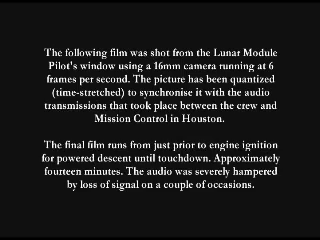 The following film was shot from the Lunar Module
Pilot's window using a 16mm camera running at 6
frames per second. The picture has been quantized
(time-stretched) to synchronise it with the audio
transmissions that took place between the crew and
Mission Control in Houston.
The final film runs from just prior to engine ignition
for powered descent until touchdown. Approximately
fourteen minutes. The audio was severely hampered
by loss of signal on a couple of occasions.